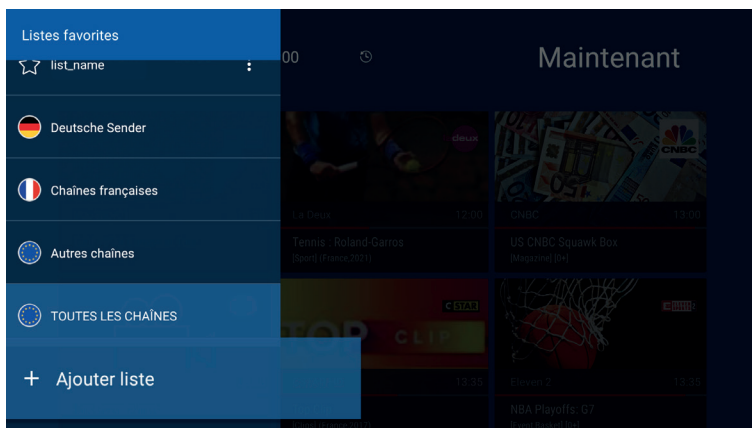 Listes favorites
list_name
Deutsche Sender
Chaînes françaises
Autres chaînes
TOUTES LES CHAÎNES
+ Ajouter liste
00
Maintenant
deux
La Deux 12:00
Tennis : Roland-Garros
[Sport] (France,2021)
CNBC
CNBC 13:00
US CNBC Squawk Box
[Magazine] [0+]
C STAR
TOP CLIP
13:35
Eleven 2 13:35
NBA Playoffs: G7